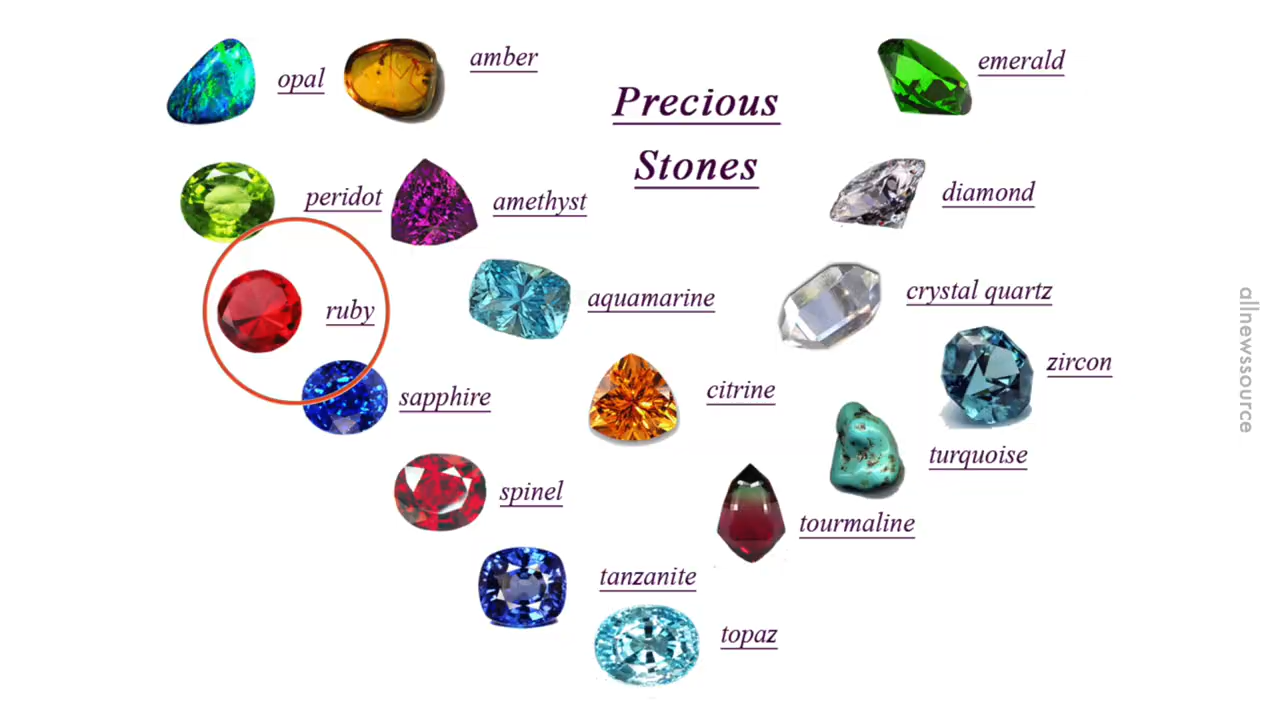 opal
amber
Precious
Stones
emerald
peridot
amethyst
diamond
ruby
aquamarine
crystal quartz
sapphire
citrine
zircon
spinel
turquoise
tourmaline
tanzanite
topaz
allnewssource